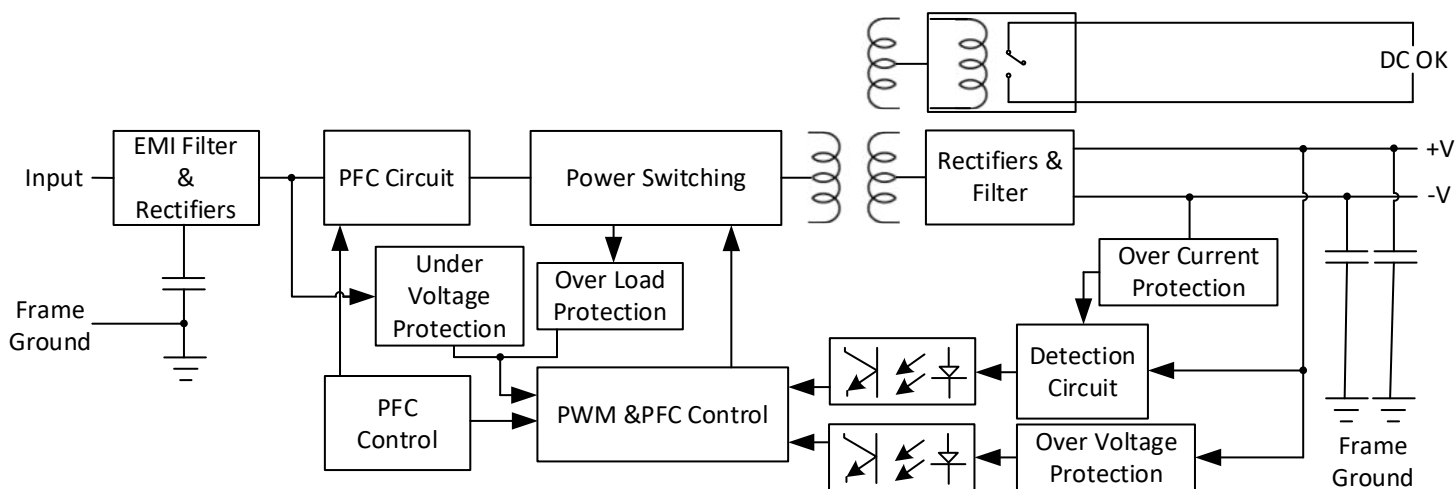 DC OK
EMI Filter
&
Rectifiers
Input
PFC Circuit
Power Switching
Rectifiers &
Filter
+V
-V
Under
Voltage
Protection
Over Load
Protection
Over Current
Protection
Frame
Ground
Detection
Circuit
PFC
Control
PWM &PFC Control
Over Voltage
Protection
Frame
Ground